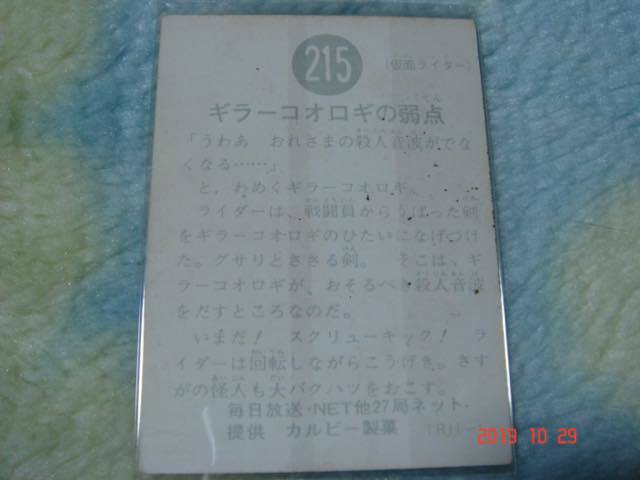 215
(仮面ライダー)
ギラーコオロギの弱点
「うわあ　おれさまの殺人音波がでな
くなる……」
と、わめくギラーコオロギ。
ライダーは、戦闘員からうばった剣
をギラーコオロギのひたいになげつけ
た。グサリとささる剣。　そこは、ギ
ラーコオロギが、おそるべき殺人音波
をだすところなのだ。
いまだ！　スクリューキック！　ラ
イダーは回転しながらこうげき。さす
がの怪人も大バクハツをおこす。
毎日放送・NET他27局ネット
提供　カルビー製菓
2019 10 29